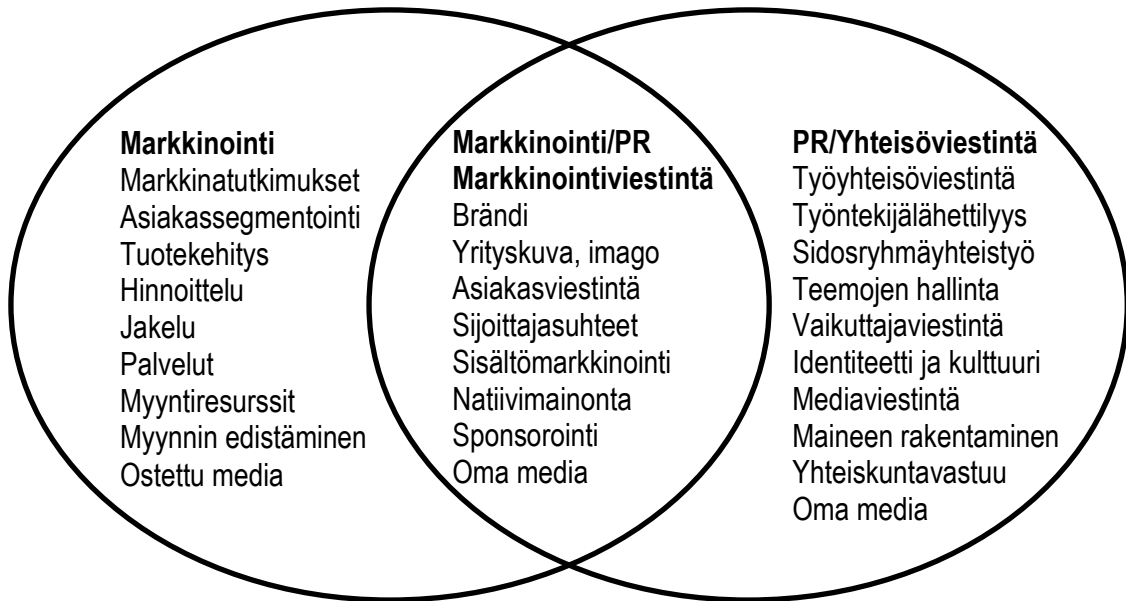 Markkinointi
Markkinatutkimukset
Asiakassegmentointi
Tuotekehitys
Hinnoittelu
Jakelu
Palvelut
Myyntiresurssit
Myynnin edistäminen
Ostettu media
Markkinointi/PR
Markkinointiviestintä
Brändi
Yrityskuva, imago
Asiakasviestintä
Sijoittajasuhteet
Sisältömarkkinointi
Natiivimainonta
Sponsorointi
Oma media
PR/Yhteisöviestintä
Työyhteisöviestintä
Työntekijälähettilyys
Sidosryhmäyhteistyö
Teemojen hallinta
Vaikuttajaviestintä
Identiteetti ja kulttuuri
Mediaviestintä
Maineen rakentaminen
Yhteiskuntavastuu
Oma media